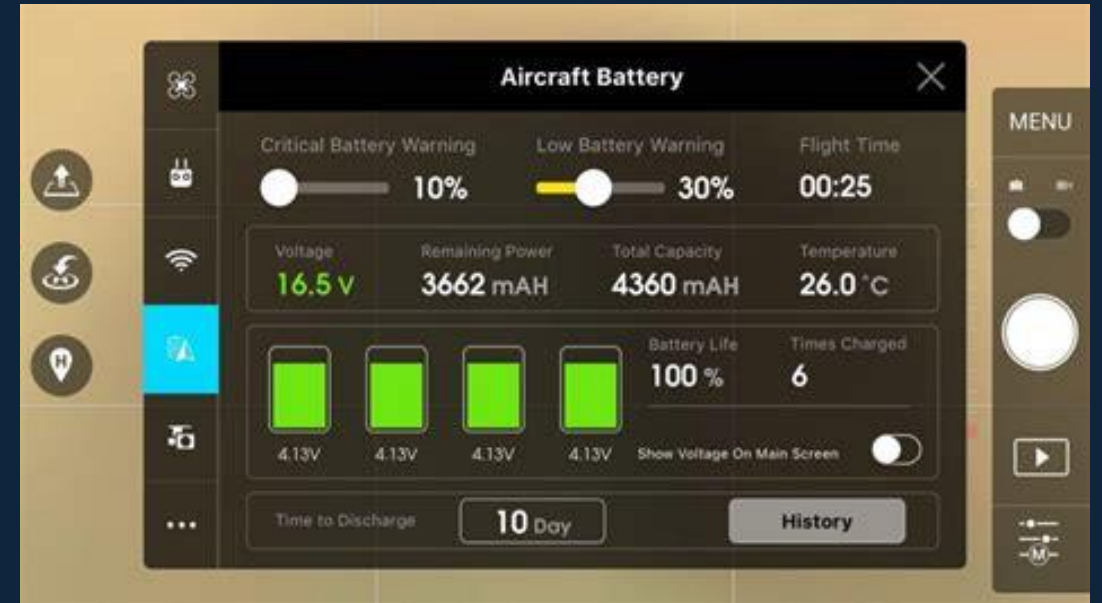 Aircraft Battery
MENU
Critical Battery Warning Low Battery Warning Flight Time
10% 30% 00:25
Voltage Remaining Power Total Capacity Temperature
16.5 V 3662 mAH 4360 mAH 26.0 °C
Battery Life Times Charged
100 % 6
4.13V 4.13V 4.13V 4.13V Show Voltage On Main Screen
Time to Discharge 10 Day History
H
M